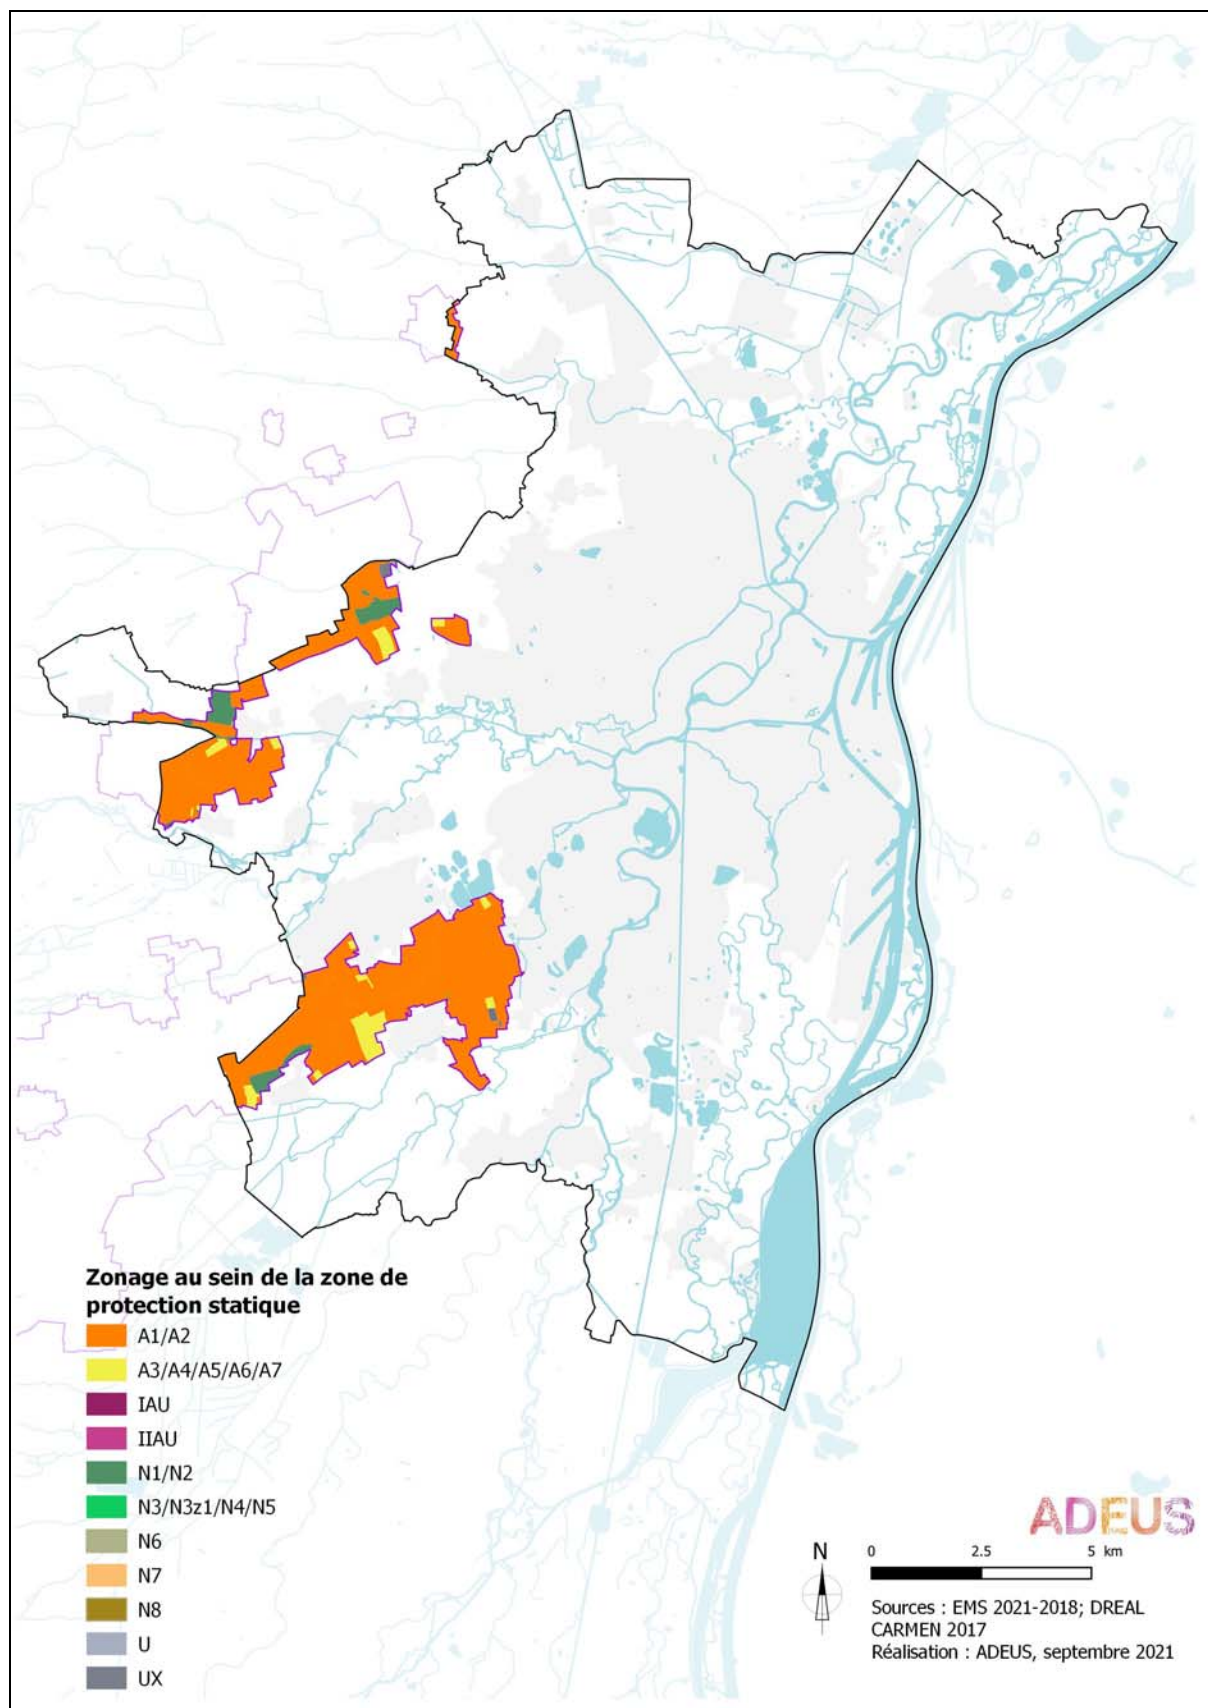 Zonage au sein de la zone de
protection statique
A1/A2
A3/A4/A5/A6/A7
IAU
IIAU
N1/N2
N3/N3z1/N4/N5
N6
N7
N8
U
UX
ADEUS
N
0 2.5 5 km
Sources : EMS 2021-2018; DREAL
CARMEN 2017
Réalisation : ADEUS, septembre 2021